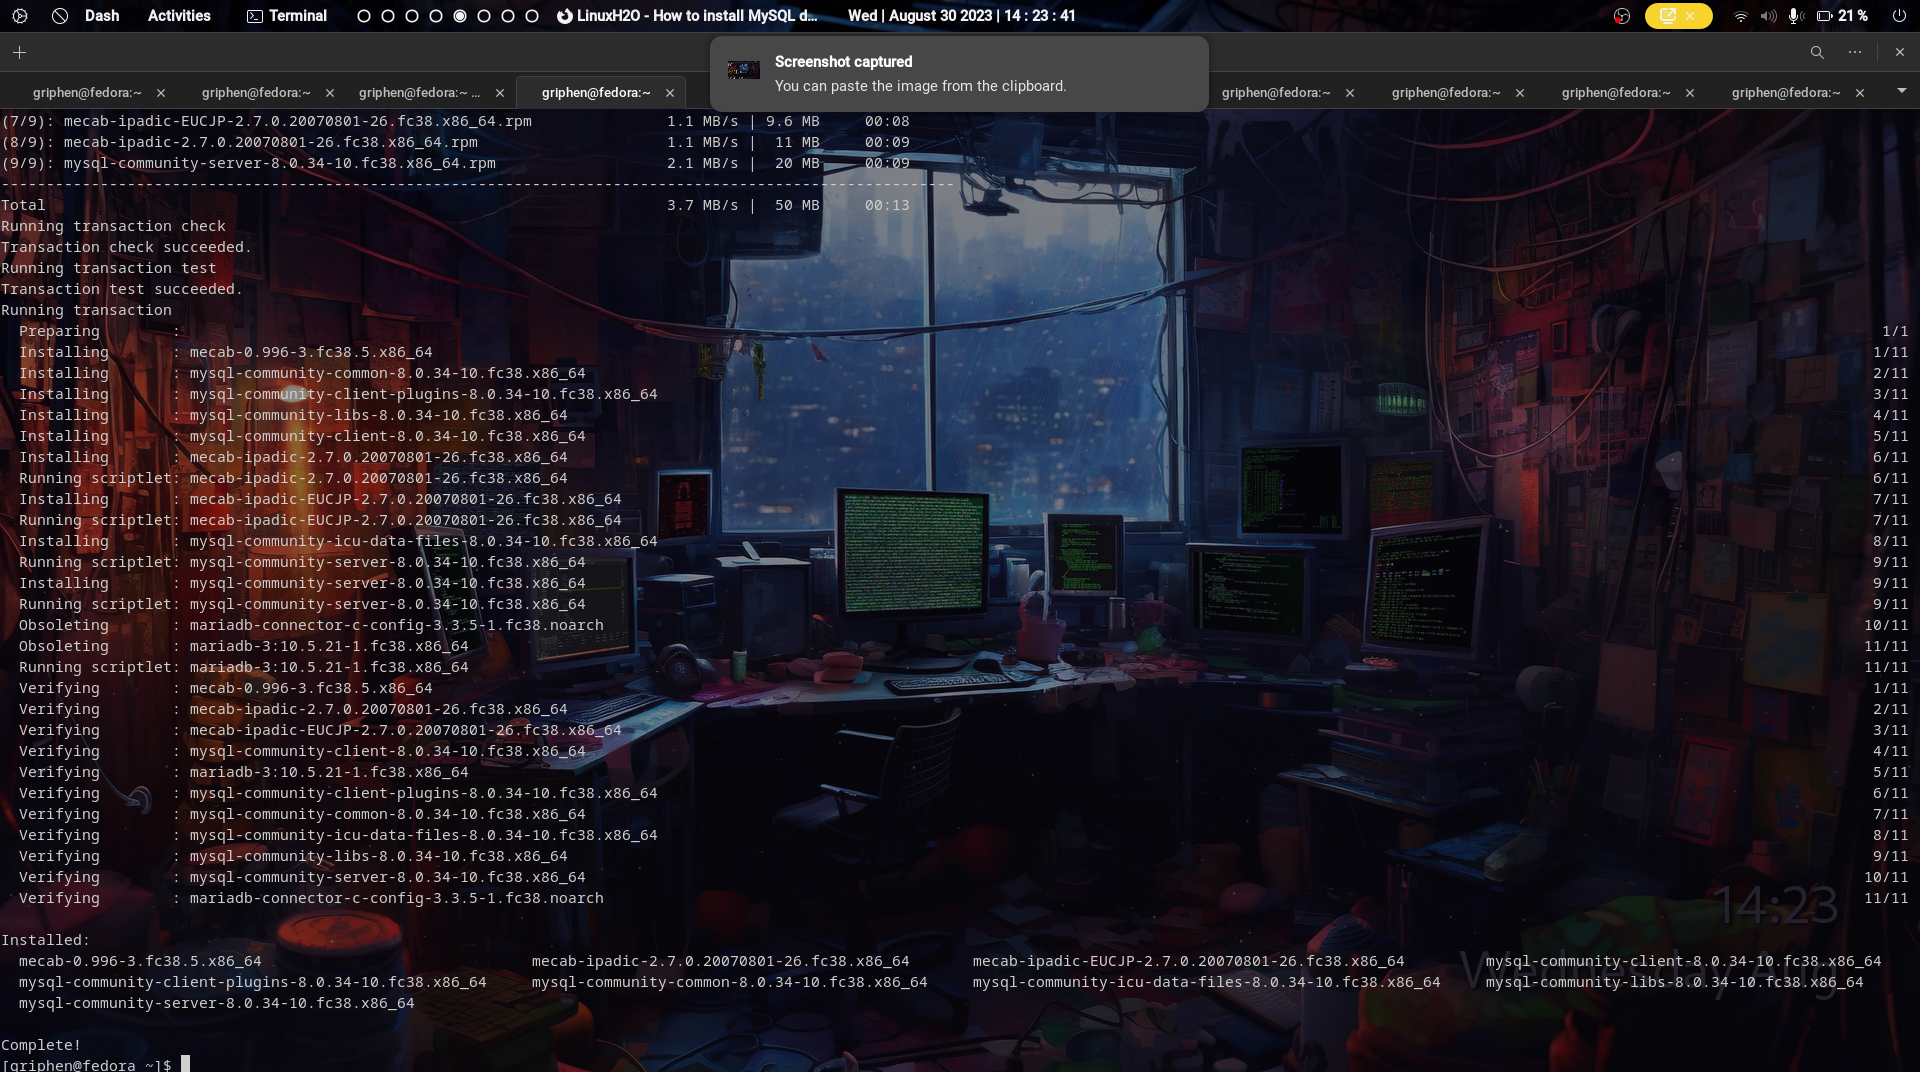 Dash Activities Terminal LinuxH2O - How to install MySQL d... Wed | August 30 2023 | 14 : 23 : 41 21 %
Screenshot captured
You can paste the image from the clipboard.
griphen@fedora:~ griphen@fedora:~ griphen@fedora:~ ... griphen@fedora:~ griphen@fedora:~ griphen@fedora:~ griphen@fedora:~ griphen@fedora:~
(7/9): mecab-ipadic-EUCJP-2.7.0.20070801-26.fc38.x86_64.rpm 1.1 MB/s | 9.6 MB 00:08
(8/9): mecab-ipadic-2.7.0.20070801-26.fc38.x86_64.rpm 1.1 MB/s | 11 MB 00:09
(9/9): mysql-community-server-8.0.34-10.fc38.x86_64.rpm 2.1 MB/s | 20 MB 00:09
----------------------------------------------------------------------------------------------------------
Total 3.7 MB/s | 50 MB 00:13
Running transaction check
Transaction check succeeded.
Running transaction test
Transaction test succeeded.
Running transaction
Preparing : 1/1
Installing : mecab-0.996-3.fc38.5.x86_64 1/11
Installing : mysql-community-common-8.0.34-10.fc38.x86_64 2/11
Installing : mysql-community-client-plugins-8.0.34-10.fc38.x86_64 3/11
Installing : mysql-community-libs-8.0.34-10.fc38.x86_64 4/11
Installing : mysql-community-client-8.0.34-10.fc38.x86_64 5/11
Installing : mecab-ipadic-2.7.0.20070801-26.fc38.x86_64 6/11
Running scriptlet: mecab-ipadic-2.7.0.20070801-26.fc38.x86_64 6/11
Installing : mecab-ipadic-EUCJP-2.7.0.20070801-26.fc38.x86_64 7/11
Running scriptlet: mecab-ipadic-EUCJP-2.7.0.20070801-26.fc38.x86_64 7/11
Installing : mysql-community-icu-data-files-8.0.34-10.fc38.x86_64 8/11
Running scriptlet: mysql-community-server-8.0.34-10.fc38.x86_64 9/11
Installing : mysql-community-server-8.0.34-10.fc38.x86_64 9/11
Running scriptlet: mysql-community-server-8.0.34-10.fc38.x86_64 9/11
Obsoleting : mariadb-connector-c-config-3.3.5-1.fc38.noarch 10/11
Obsoleting : mariadb-3:10.5.21-1.fc38.x86_64 11/11
Running scriptlet: mariadb-3:10.5.21-1.fc38.x86_64 11/11
Verifying : mecab-0.996-3.fc38.5.x86_64 1/11
Verifying : mecab-ipadic-2.7.0.20070801-26.fc38.x86_64 2/11
Verifying : mecab-ipadic-EUCJP-2.7.0.20070801-26.fc38.x86_64 3/11
Verifying : mysql-community-client-8.0.34-10.fc38.x86_64 4/11
Verifying : mariadb-3:10.5.21-1.fc38.x86_64 5/11
Verifying : mysql-community-client-plugins-8.0.34-10.fc38.x86_64 6/11
Verifying : mysql-community-common-8.0.34-10.fc38.x86_64 7/11
Verifying : mysql-community-icu-data-files-8.0.34-10.fc38.x86_64 8/11
Verifying : mysql-community-libs-8.0.34-10.fc38.x86_64 9/11
Verifying : mysql-community-server-8.0.34-10.fc38.x86_64 10/11
Verifying : mariadb-connector-c-config-3.3.5-1.fc38.noarch 11/11
14:23
Wednesday Aug
Installed:
mecab-0.996-3.fc38.5.x86_64 mecab-ipadic-2.7.0.20070801-26.fc38.x86_64 mecab-ipadic-EUCJP-2.7.0.20070801-26.fc38.x86_64 mysql-community-client-8.0.34-10.fc38.x86_64
mysql-community-client-plugins-8.0.34-10.fc38.x86_64 mysql-community-common-8.0.34-10.fc38.x86_64 mysql-community-icu-data-files-8.0.34-10.fc38.x86_64 mysql-community-libs-8.0.34-10.fc38.x86_64
mysql-community-server-8.0.34-10.fc38.x86_64
Complete!
[griphen@fedora ~]$